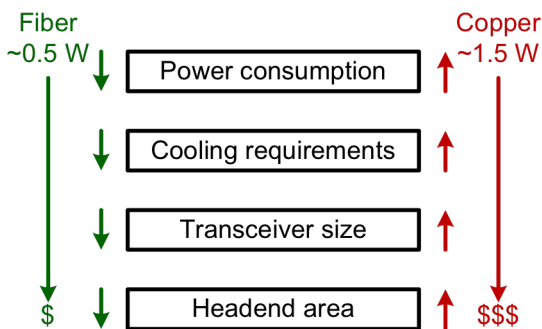 Fiber
~0.5 W
Copper
~1.5 W
Power consumption
Cooling requirements
Transceiver size
Headend area
$
$$$